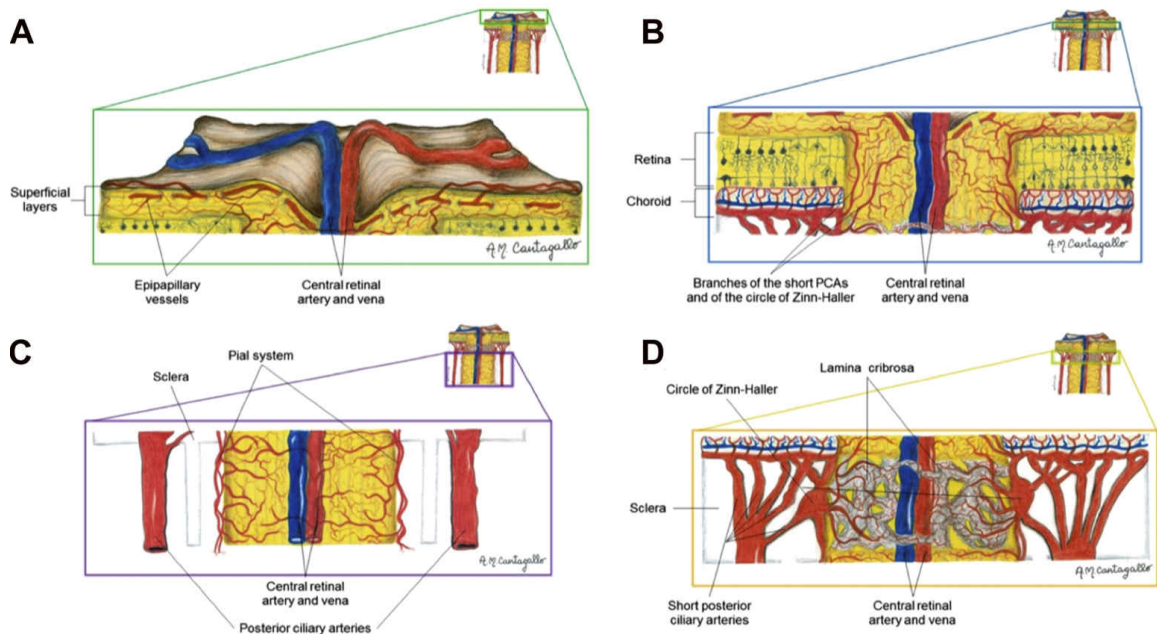 A
Superficial
layers
Epipapillary
vessels
Central retinal
artery and vena
A.M. Cantagallo
B
Retina
Choroid
Branches of the short PCAs
and of the circle of Zinn-Haller
Central retinal
artery and vena
A.M. Cantagallo
C
Pial system
Sclera
Central retinal
artery and vena
Posterior ciliary arteries
A.M. Cantagallo
D
Lamina cribrosa
Circle of Zinn-Haller
Sclera
Short posterior
ciliary arteries
Central retinal
artery and vena
A.M. Cantagallo